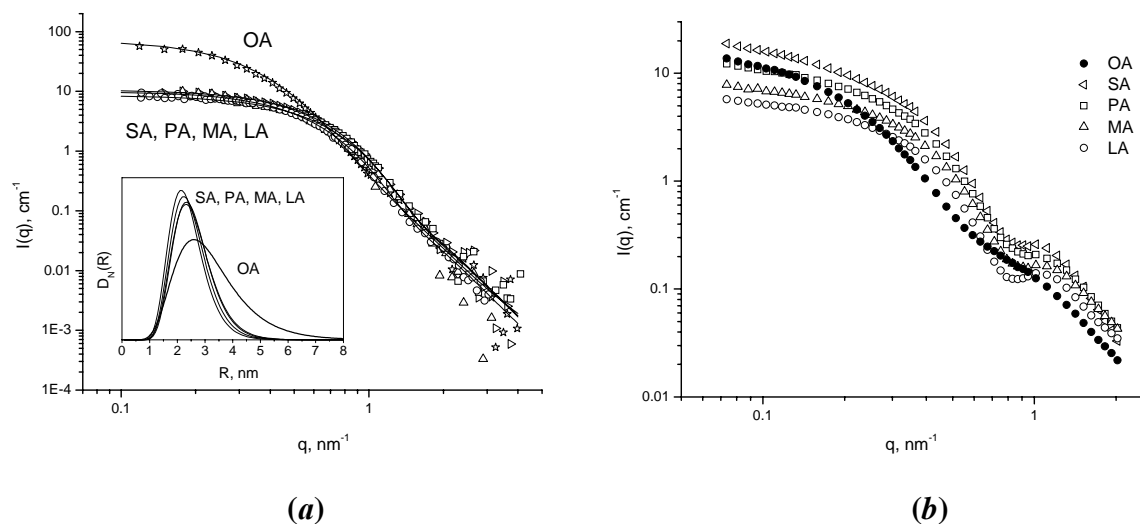 100
10
1
0.1
0.01
1E-3
1E-4
I(q), cm⁻¹
OA
SA, PA, MA, LA
SA, PA, MA, LA
OA
D_N(R)
0 1 2 3 4 5 6 7 8
R, nm
0.1 1
q, nm⁻¹
(a)
10
1
0.1
0.01
I(q), cm⁻¹
OA
SA
PA
MA
LA
0.1 1
q, nm⁻¹
(b)